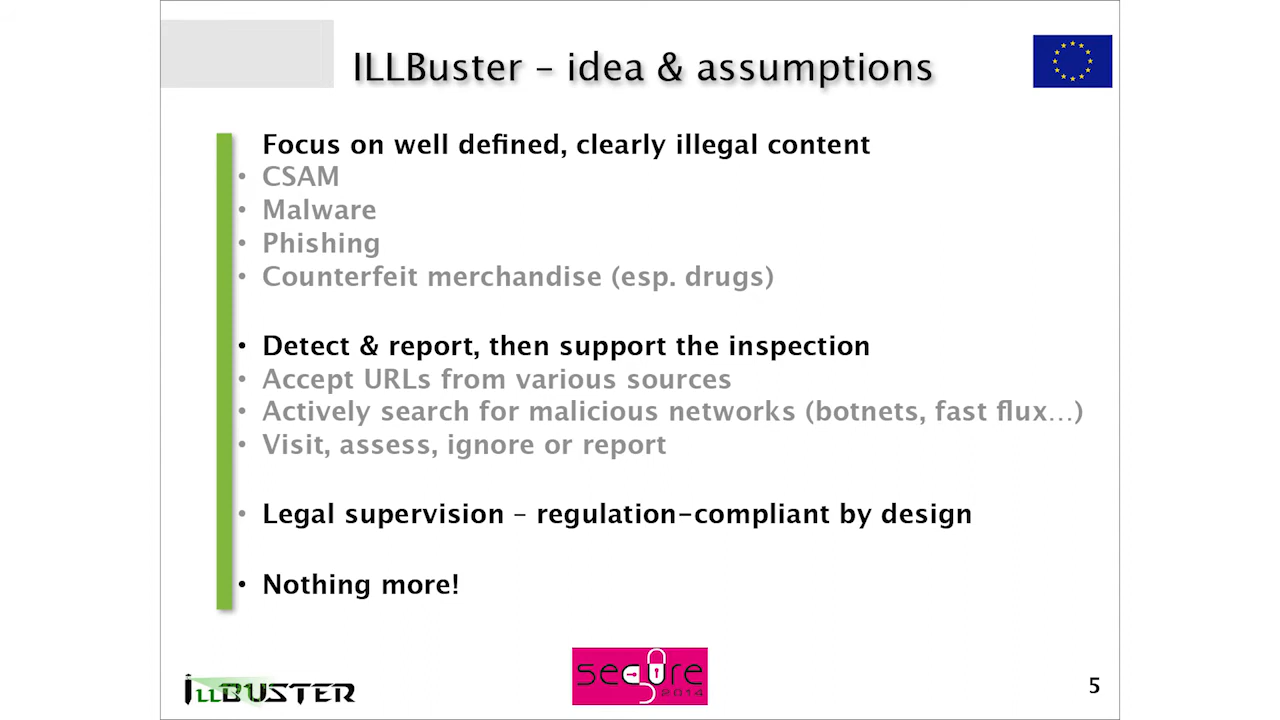 ILLBuster – idea & assumptions
Focus on well defined, clearly illegal content
• CSAM
• Malware
• Phishing
• Counterfeit merchandise (esp. drugs)
• Detect & report, then support the inspection
• Accept URLs from various sources
• Actively search for malicious networks (botnets, fast flux…)
• Visit, assess, ignore or report
• Legal supervision – regulation-compliant by design
• Nothing more!
ILLBUSTER
secure
2014
5